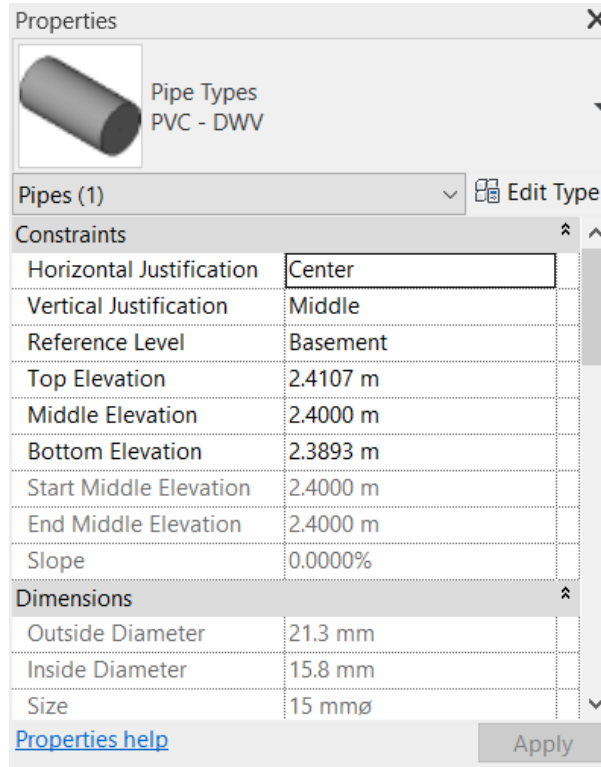 Properties
Pipe Types
PVC - DWV
Pipes (1)
Edit Type
Constraints
Horizontal Justification Center
Vertical Justification Middle
Reference Level Basement
Top Elevation 2.4107 m
Middle Elevation 2.4000 m
Bottom Elevation 2.3893 m
Start Middle Elevation 2.4000 m
End Middle Elevation 2.4000 m
Slope 0.0000%
Dimensions
Outside Diameter 21.3 mm
Inside Diameter 15.8 mm
Size 15 mmø
Properties help
Apply